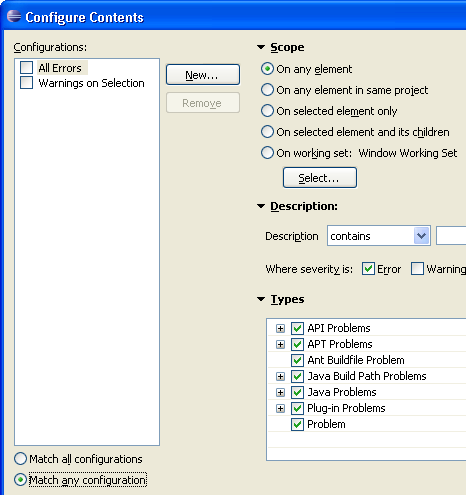 Configure Contents
Configurations:
All Errors
Warnings on Selection
New...
Remove
Match all configurations
Match any configuration
Scope
On any element
On any element in same project
On selected element only
On selected element and its children
On working set: Window Working Set
Select...
Description:
Description contains
Where severity is: Error Warning
Types
API Problems
APT Problems
Ant Buildfile Problem
Java Build Path Problems
Java Problems
Plug-in Problems
Problem